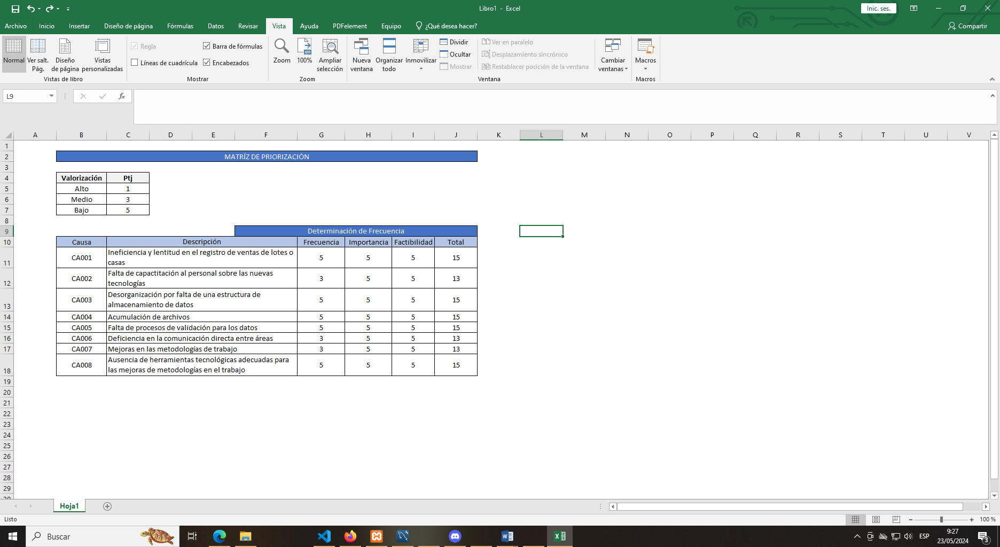 Libro1 - Excel
Inic. ses.
Archivo Inicio Insertar Diseño de página Fórmulas Datos Revisar Vista Ayuda PDFelement Equipo ¿Qué desea hacer? Compartir
Normal Ver salt. Pág. Diseño de página Vistas personalizadas
Vistas de libro
Regla Barra de fórmulas
Líneas de cuadrícula Encabezados
Mostrar
Zoom 100% Ampliar selección
Zoom
Nueva ventana Organizar todo Inmovilizar
Dividir
Ocultar
Mostrar
Ver en paralelo
Desplazamiento sincrónico
Restablecer posición de la ventana
Ventana
Cambiar ventanas
Macros
Macros
L9 fx
A B C D E F G H I J K L M N O P Q R S T U V
1
2 MATRÍZ DE PRIORIZACIÓN
3
4 Valorización Ptj
5 Alto 1
6 Medio 3
7 Bajo 5
8
9 Determinación de Frecuencia
10 Causa Descripción Frecuencia Importancia Factibilidad Total
11 CA001 Ineficiencia y lentitud en el registro de ventas de lotes o casas 5 5 5 15
12 CA002 Falta de capactitación al personal sobre las nuevas tecnologías 3 5 5 13
13 CA003 Desorganización por falta de una estructura de almacenamiento de datos 5 5 5 15
14 CA004 Acumulación de archivos 5 5 5 15
15 CA005 Falta de procesos de validación para los datos 5 5 5 15
16 CA006 Deficiencia en la comunicación directa entre áreas 3 5 5 13
17 CA007 Mejoras en las metodologías de trabajo 3 5 5 13
18 CA008 Ausencia de herramientas tecnológicas adecuadas para las mejoras de metodologías en el trabajo 5 5 5 15
19
20
21
22
23
24
25
26
27
28
29
30
Hoja1
Listo 100 %
Buscar
ESP
9:27
23/05/2024
3